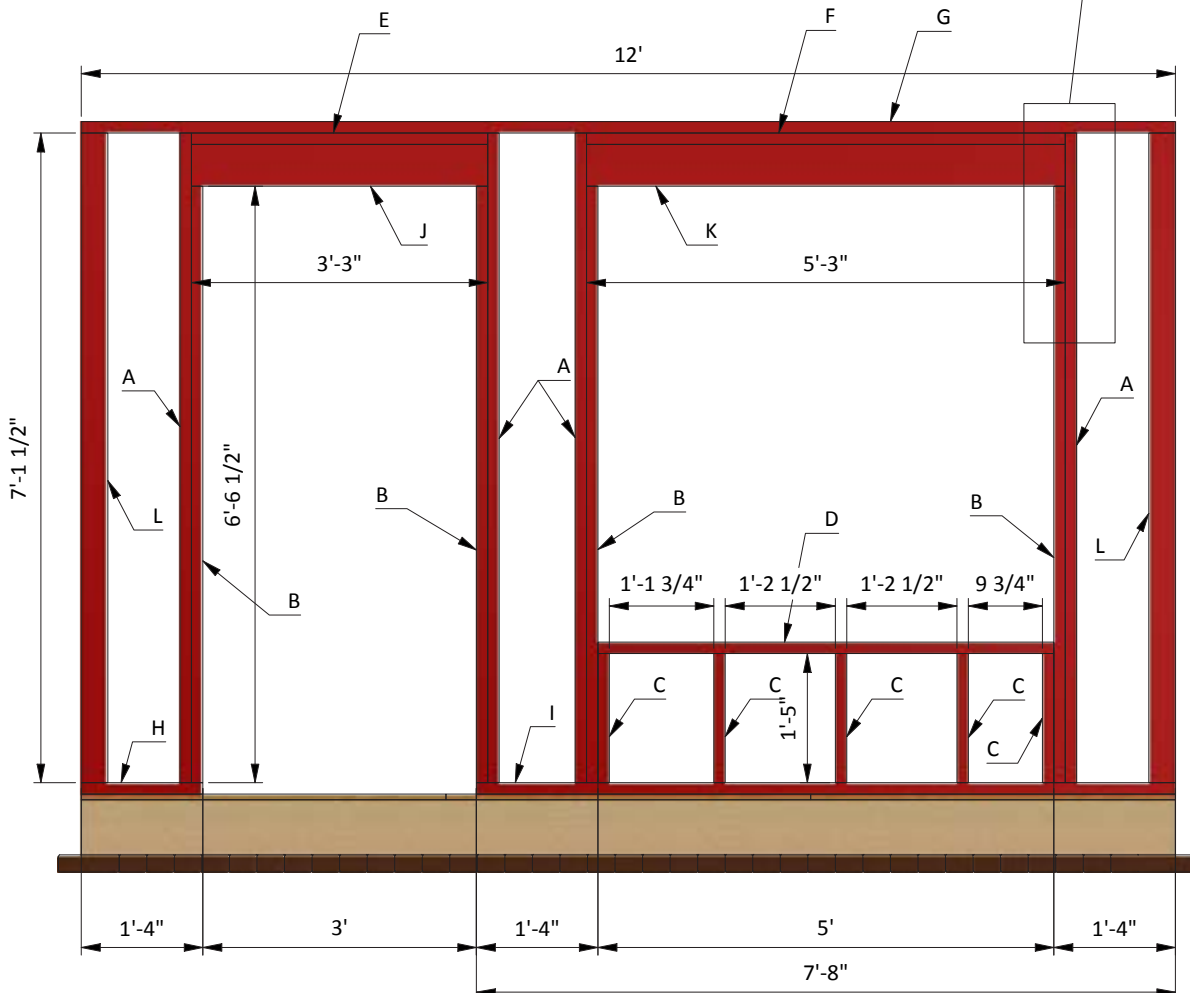 E
F
G
12'
J
K
3'-3"
5'-3"
A
A
A
7'-1 1/2"
6'-6 1/2"
L
B
B
B
L
D
B
1'-1 3/4"
1'-2 1/2"
1'-2 1/2"
9 3/4"
C
C
C
C
C
1'-5"
H
I
1'-4"
3'
1'-4"
5'
1'-4"
7'-8"